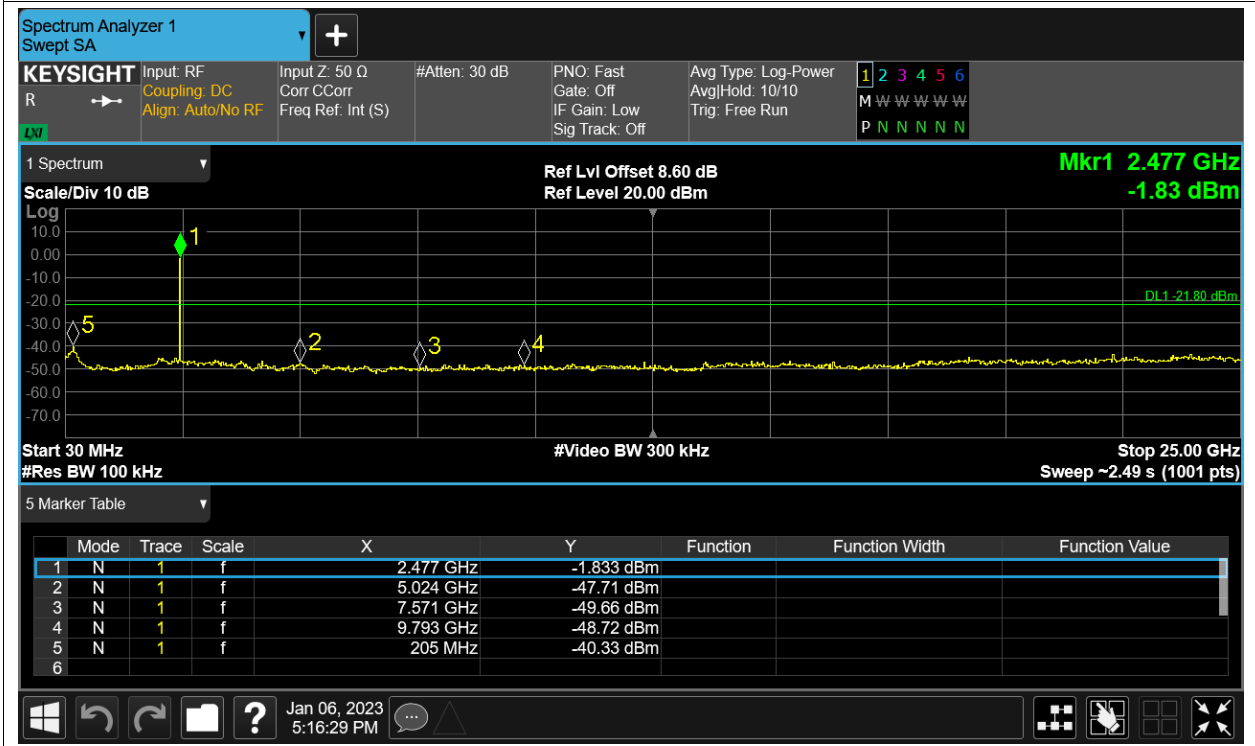 Spectrum Analyzer 1
Swept SA
KEYSIGHT
R
LXI
Input: RF
Coupling: DC
Align: Auto/No RF
Input Z: 50 Ω
Corr CCorr
Freq Ref: Int (S)
#Atten: 30 dB
PNO: Fast
Gate: Off
IF Gain: Low
Sig Track: Off
Avg Type: Log-Power
Avg|Hold: 10/10
Trig: Free Run
1 2 3 4 5 6
M W W W W W
P N N N N N
1 Spectrum
Scale/Div 10 dB
Ref Lvl Offset 8.60 dB
Ref Level 20.00 dBm
Mkr1 2.477 GHz
-1.83 dBm
Log
10.0
0.00
-10.0
-20.0
-30.0
-40.0
-50.0
-60.0
-70.0
1
5
2
3
4
DL1 -21.80 dBm
Start 30 MHz
#Video BW 300 kHz
Stop 25.00 GHz
#Res BW 100 kHz
Sweep ~2.49 s (1001 pts)
5 Marker Table
Mode Trace Scale X Y Function Function Width Function Value
1 N 1 f 2.477 GHz -1.833 dBm
2 N 1 f 5.024 GHz -47.71 dBm
3 N 1 f 7.571 GHz -49.66 dBm
4 N 1 f 9.793 GHz -48.72 dBm
5 N 1 f 205 MHz -40.33 dBm
6
?
Jan 06, 2023
5:16:29 PM